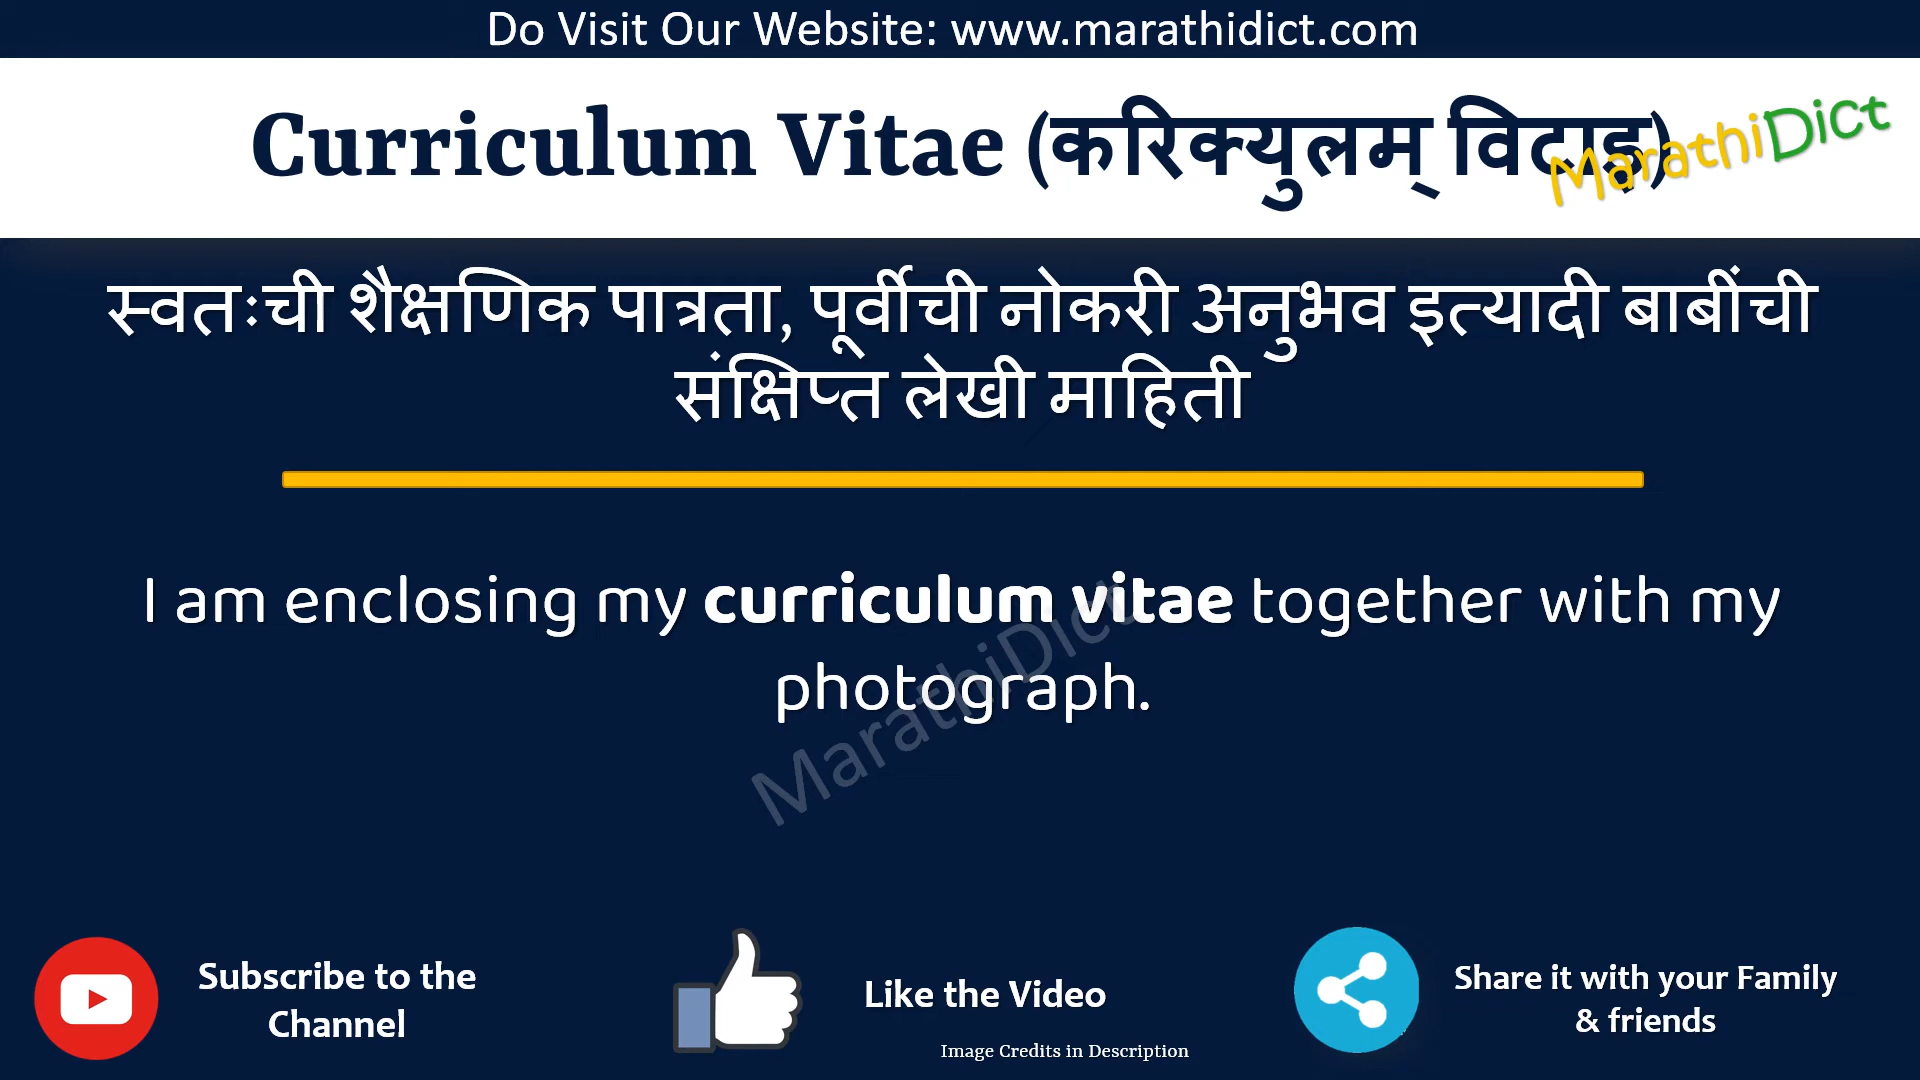 Do Visit Our Website: www.marathidict.com
Curriculum Vitae (करिक्युलम् विटाइ)
MarathiDict
स्वतःची शैक्षणिक पात्रता, पूर्वीची नोकरी अनुभव इत्यादी बाबींची
संक्षिप्त लेखी माहिती
I am enclosing my curriculum vitae together with my
photograph.
MarathiDict
Subscribe to the
Channel
Like the Video
Share it with your Family
& friends
Image Credits in Description